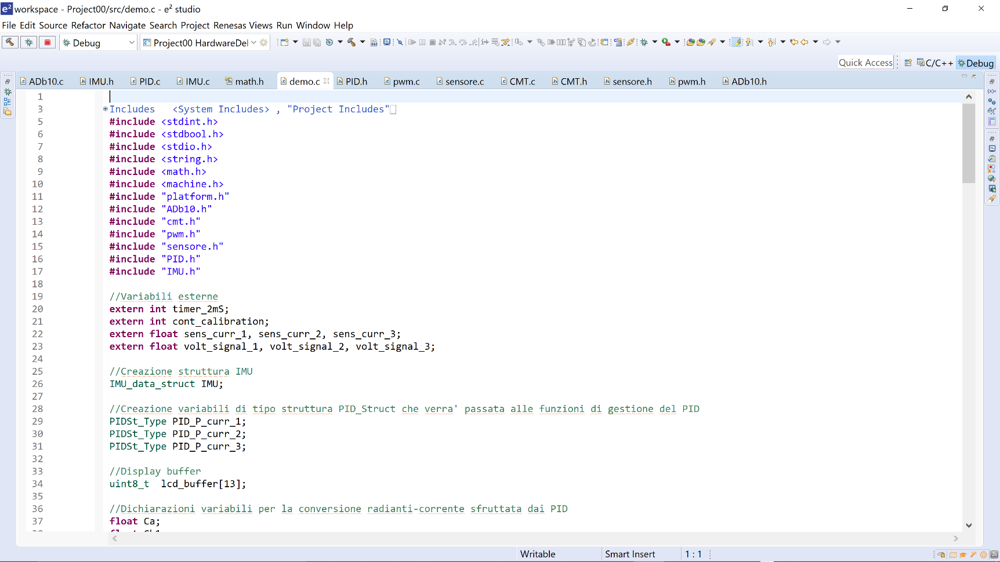 e² workspace - Project00/src/demo.c - e² studio
File Edit Source Refactor Navigate Search Project Renesas Views Run Window Help
Debug Project00 HardwareDel
Quick Access C/C++ Debug
ADb10.c IMU.h PID.c IMU.c math.h demo.c PID.h pwm.c sensore.c CMT.c CMT.h sensore.h pwm.h ADb10.h
1
3 Includes <System Includes> , "Project Includes"
5 #include <stdint.h>
6 #include <stdbool.h>
7 #include <stdio.h>
8 #include <string.h>
9 #include <math.h>
10 #include <machine.h>
11 #include "platform.h"
12 #include "ADb10.h"
13 #include "cmt.h"
14 #include "pwm.h"
15 #include "sensore.h"
16 #include "PID.h"
17 #include "IMU.h"
18
19 //Variabili esterne
20 extern int timer_2mS;
21 extern int cont_calibration;
22 extern float sens_curr_1, sens_curr_2, sens_curr_3;
23 extern float volt_signal_1, volt_signal_2, volt_signal_3;
24
25 //Creazione struttura IMU
26 IMU_data_struct IMU;
27
28 //Creazione variabili di tipo struttura PID_Struct che verra' passata alle funzioni di gestione del PID
29 PIDSt_Type PID_P_curr_1;
30 PIDSt_Type PID_P_curr_2;
31 PIDSt_Type PID_P_curr_3;
32
33 //Display buffer
34 uint8_t lcd_buffer[13];
35
36 //Dichiarazioni variabili per la conversione radianti-corrente sfruttata dai PID
37 float Ca;
Writable Smart Insert 1 : 1